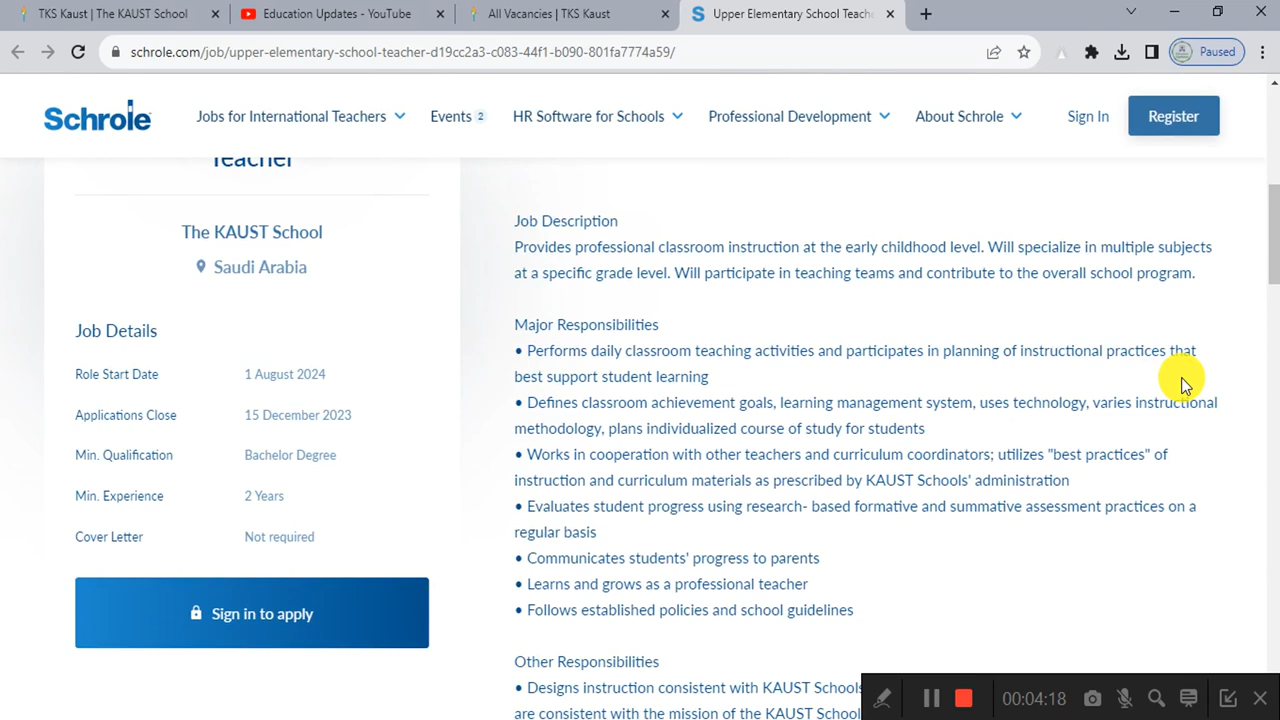 TKS Kaust | The KAUST School
Education Updates - YouTube
All Vacancies | TKS Kaust
Upper Elementary School Teache
schrole.com/job/upper-elementary-school-teacher-d19cc2a3-c083-44f1-b090-801fa7774a59/
Paused
Schrole
Jobs for International Teachers
Events 2
HR Software for Schools
Professional Development
About Schrole
Sign In
Register
Teacher
The KAUST School
Saudi Arabia
Job Details
Role Start Date 1 August 2024
Applications Close 15 December 2023
Min. Qualification Bachelor Degree
Min. Experience 2 Years
Cover Letter Not required
Sign in to apply
Job Description
Provides professional classroom instruction at the early childhood level. Will specialize in multiple subjects
at a specific grade level. Will participate in teaching teams and contribute to the overall school program.
Major Responsibilities
• Performs daily classroom teaching activities and participates in planning of instructional practices that
best support student learning
• Defines classroom achievement goals, learning management system, uses technology, varies instructional
methodology, plans individualized course of study for students
• Works in cooperation with other teachers and curriculum coordinators; utilizes "best practices" of
instruction and curriculum materials as prescribed by KAUST Schools' administration
• Evaluates student progress using research- based formative and summative assessment practices on a
regular basis
• Communicates students' progress to parents
• Learns and grows as a professional teacher
• Follows established policies and school guidelines
Other Responsibilities
• Designs instruction consistent with KAUST Schools
are consistent with the mission of the KAUST School
00:04:18